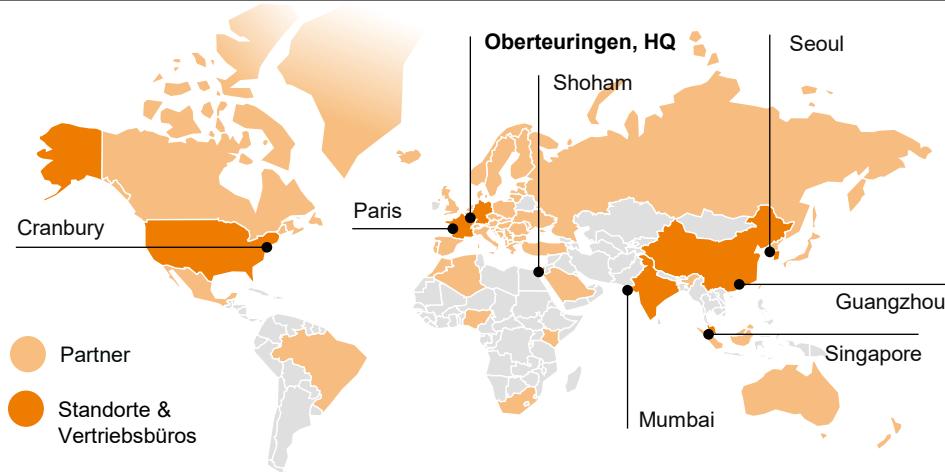 Oberteuringen, HQ
Seoul
Shoham
Paris
Cranbury
Guangzhou
Partner
Singapore
Standorte &
Vertriebsbüros
Mumbai